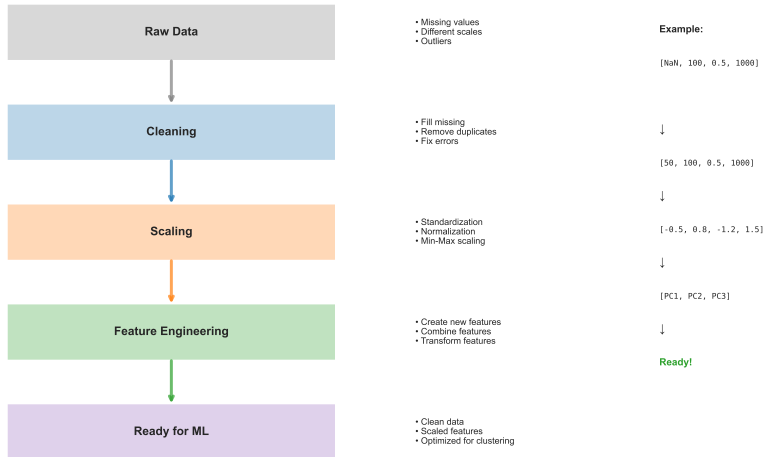 Raw Data
• Missing values
• Different scales
• Outliers
Cleaning
• Fill missing
• Remove duplicates
• Fix errors
Scaling
• Standardization
• Normalization
• Min-Max scaling
Feature Engineering
• Create new features
• Combine features
• Transform features
Ready for ML
• Clean data
• Scaled features
• Optimized for clustering
Example:
[NaN, 100, 0.5, 1000]
↓
[50, 100, 0.5, 1000]
↓
[-0.5, 0.8, -1.2, 1.5]
↓
[PC1, PC2, PC3]
↓
Ready!